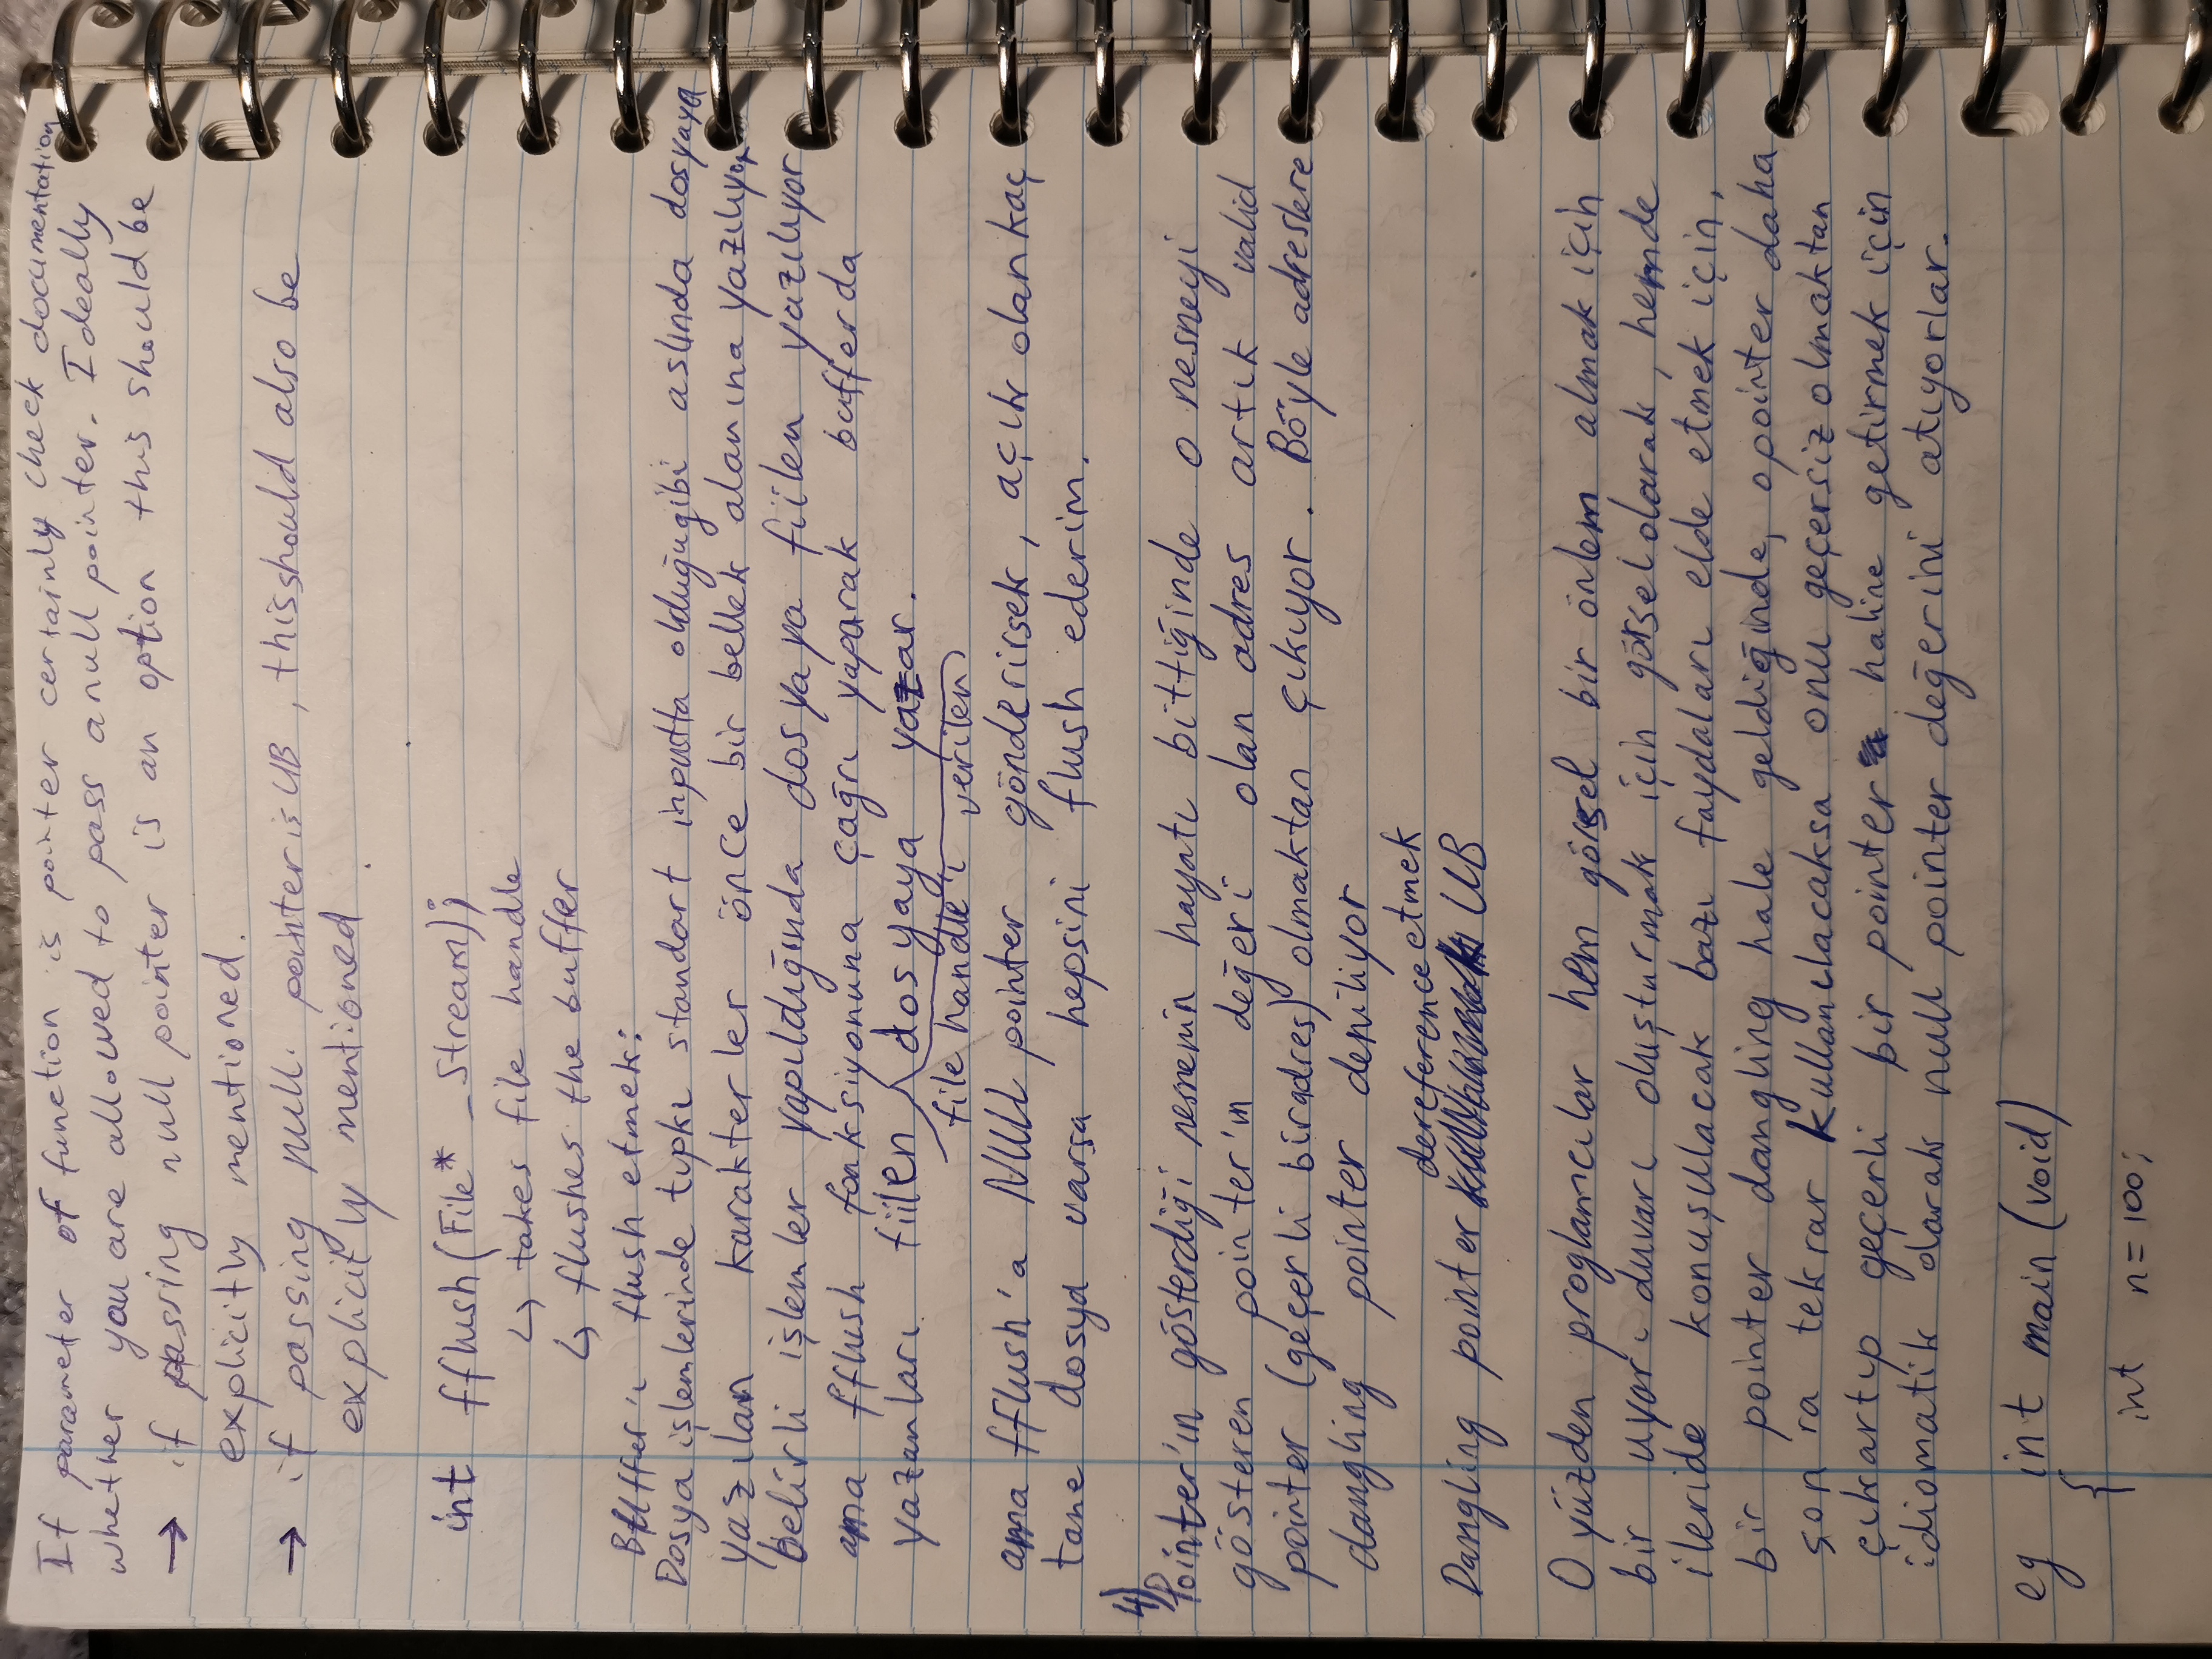 If parameter of function is pointer certainly check documentation
whether you are allowed to pass a null pointer. Ideally
→ if passing null pointer is an option this should be
explicitly mentioned.
→ if passing null pointer is UB, this should also be
explicitly mentioned.
int fflush(File* _Stream);
↳ takes file handle
↳ flushes the buffer
Buffer'ı flush etmek:
Dosya işlemlerinde tıpkı standart inputta olduğu gibi aslında dosyaya
yazılan karakterler önce bir bellek alanına yazılıyor
belirli işlemler yapıldığında dosyaya fiilen yazılıyor
ama fflush fonksiyonuna çağrı yaparak bufferda
yazanları fiilen dosyaya yazar.
file handle'ı verilen
ama fflush'a NULL pointer gönderirsek, açık olan kaç
tane dosya varsa hepsini flush ederim.
4)
Pointer'ın gösterdiği nesnenin hayatı bittiğinde o nesneyi
gösteren pointer'ın değeri olan adres artık valid
pointer (geçerli bir adres) olmaktan çıkıyor. Böyle adreslere
dangling pointer deniliyor
dereference etmek
Dangling pointer UB
O yüzden proglamcılar hem görsel bir önlem almak için
bir uyarı duvarı oluşturmak için görsel olarak, hemde
ileride konuşulacak bazı faydaları elde etmek için,
bir pointer dangling hale geldiğinde, o pointer daha
sonra tekrar kullanılacaksa onu geçersiz olmaktan
çıkartıp geçerli bir pointer haline getirmek için
idiomatik olarak null pointer değerini atıyorlar.
eg int main (void)
{
int n = 100;